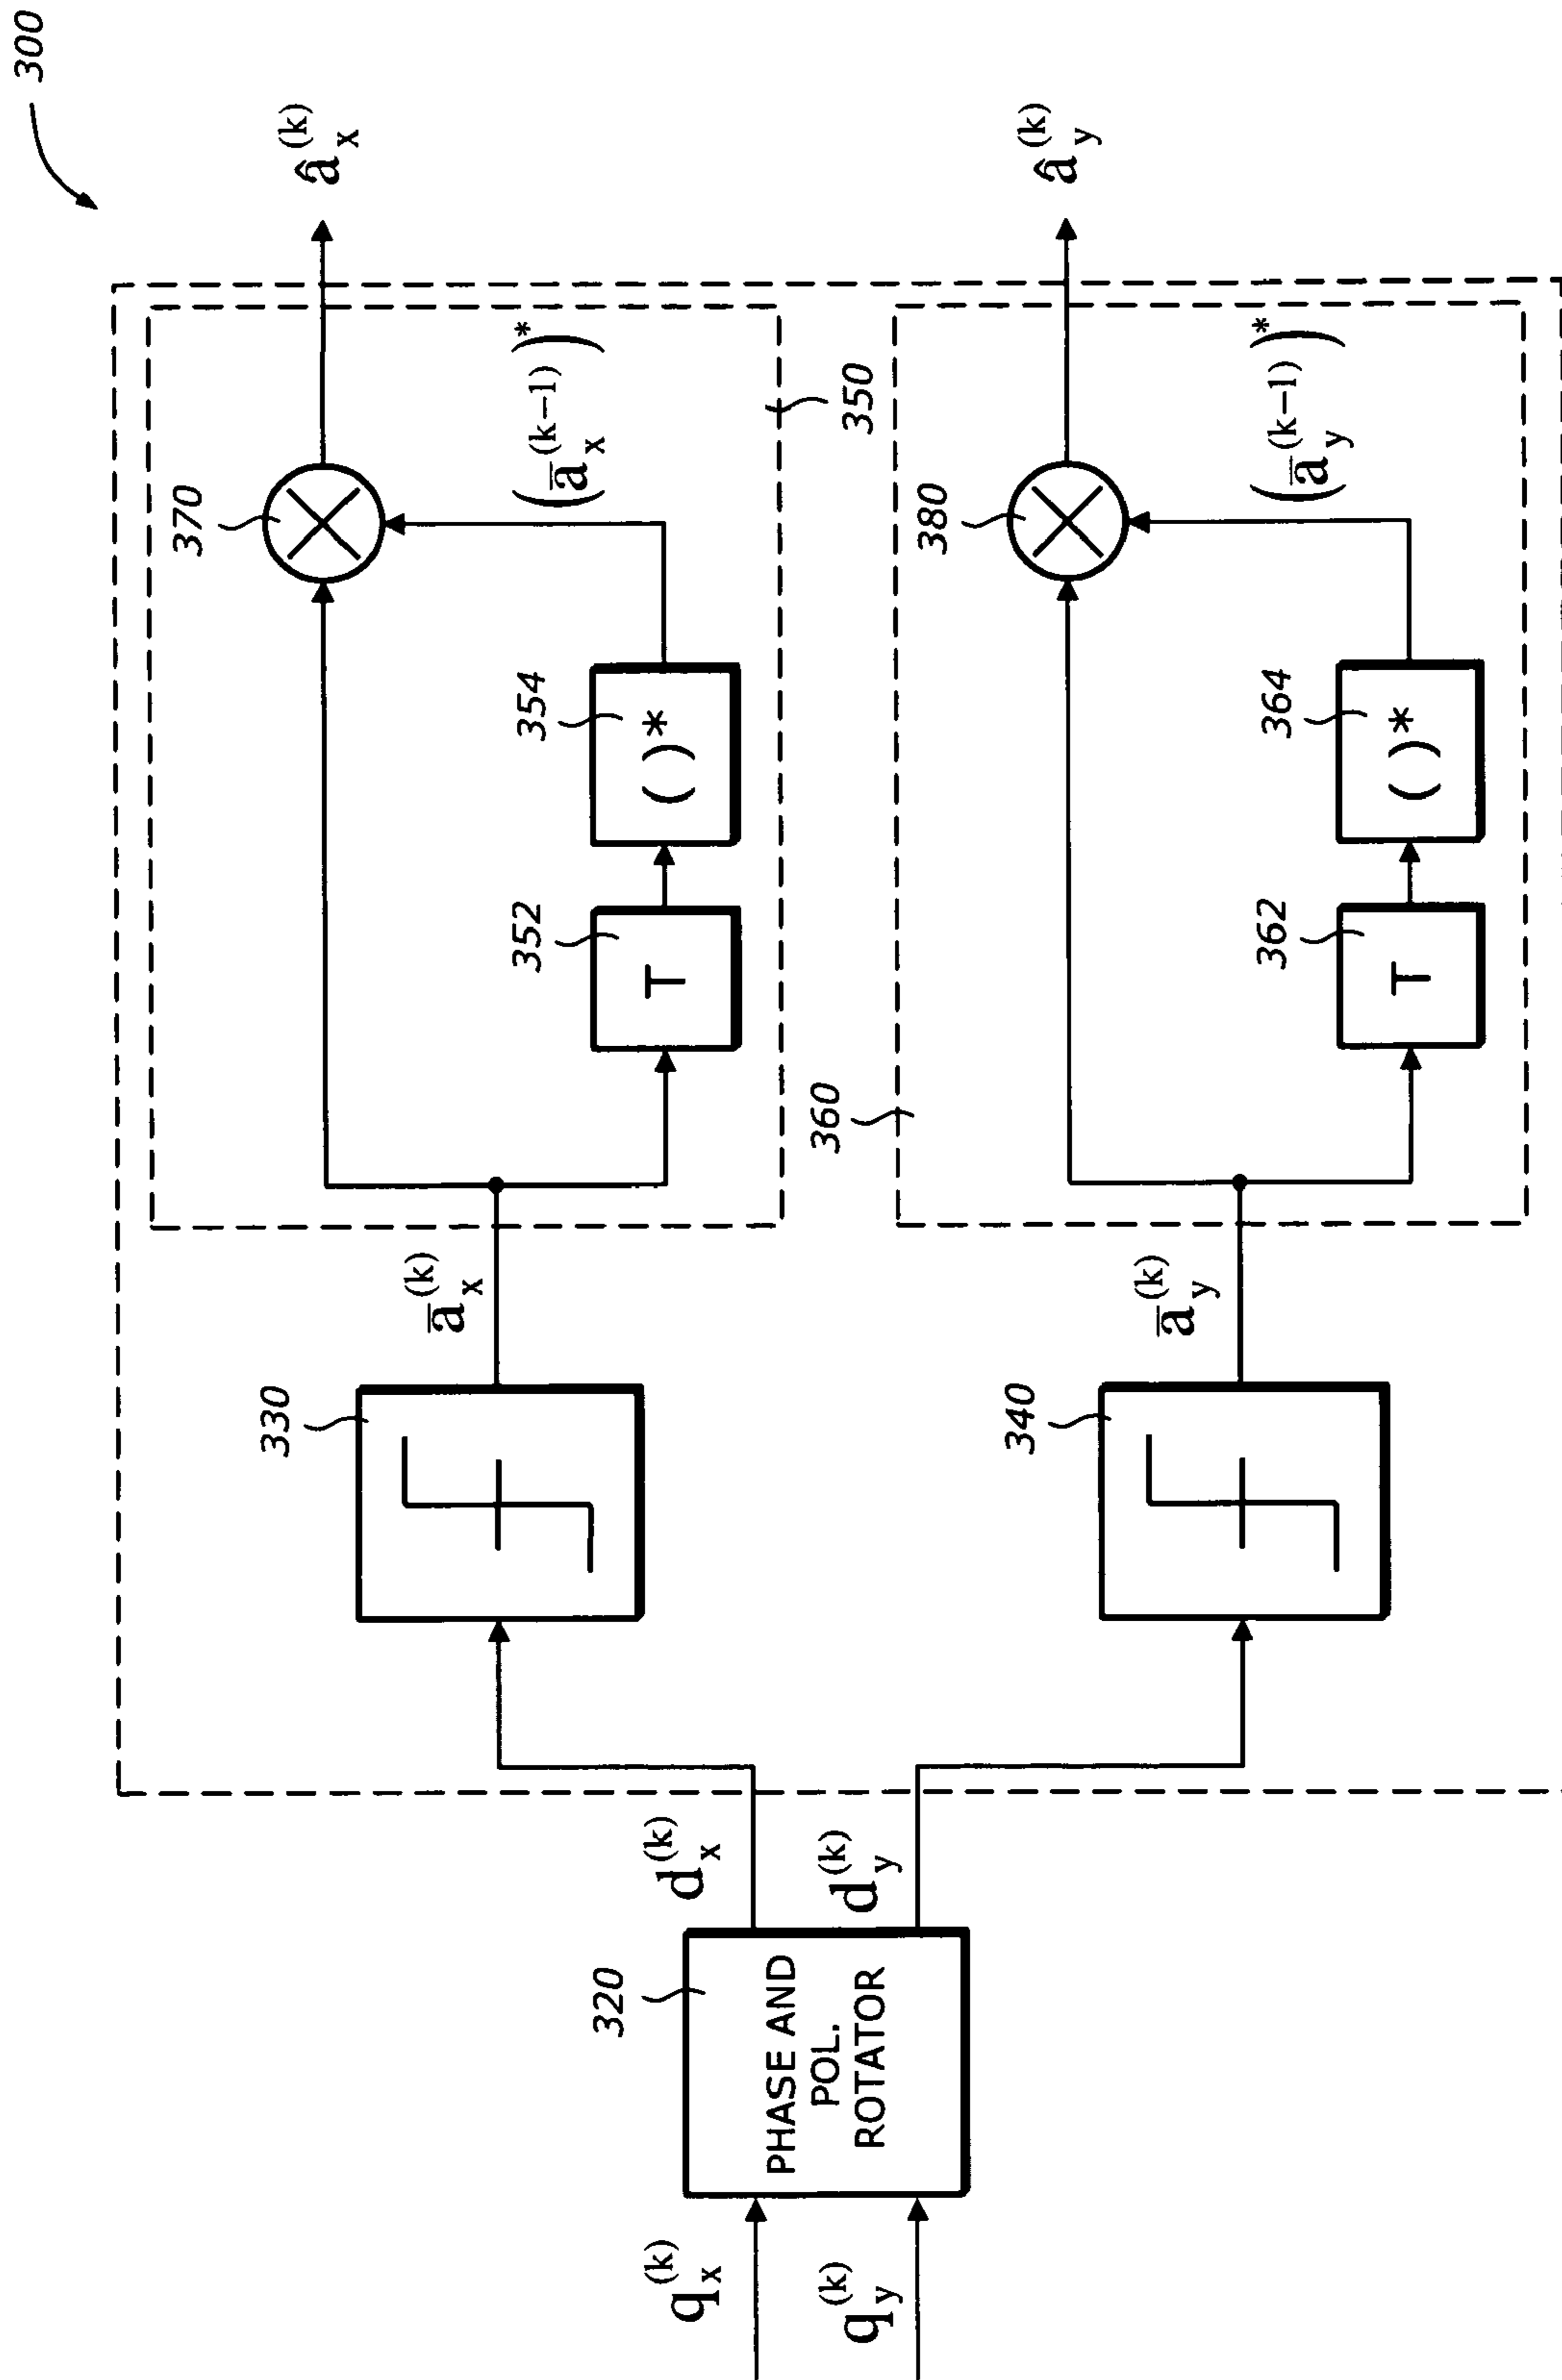 300
q_x^(k)
q_y^(k)
320
PHASE AND
POL.
ROTATOR
d_x^(k)
d_y^(k)
330
ā_x^(k)
350
352
T
354
( )*
(ā_x^(k−1))*
370
â_x^(k)
340
ā_y^(k)
360
362
T
364
( )*
(ā_y^(k−1))*
380
â_y^(k)